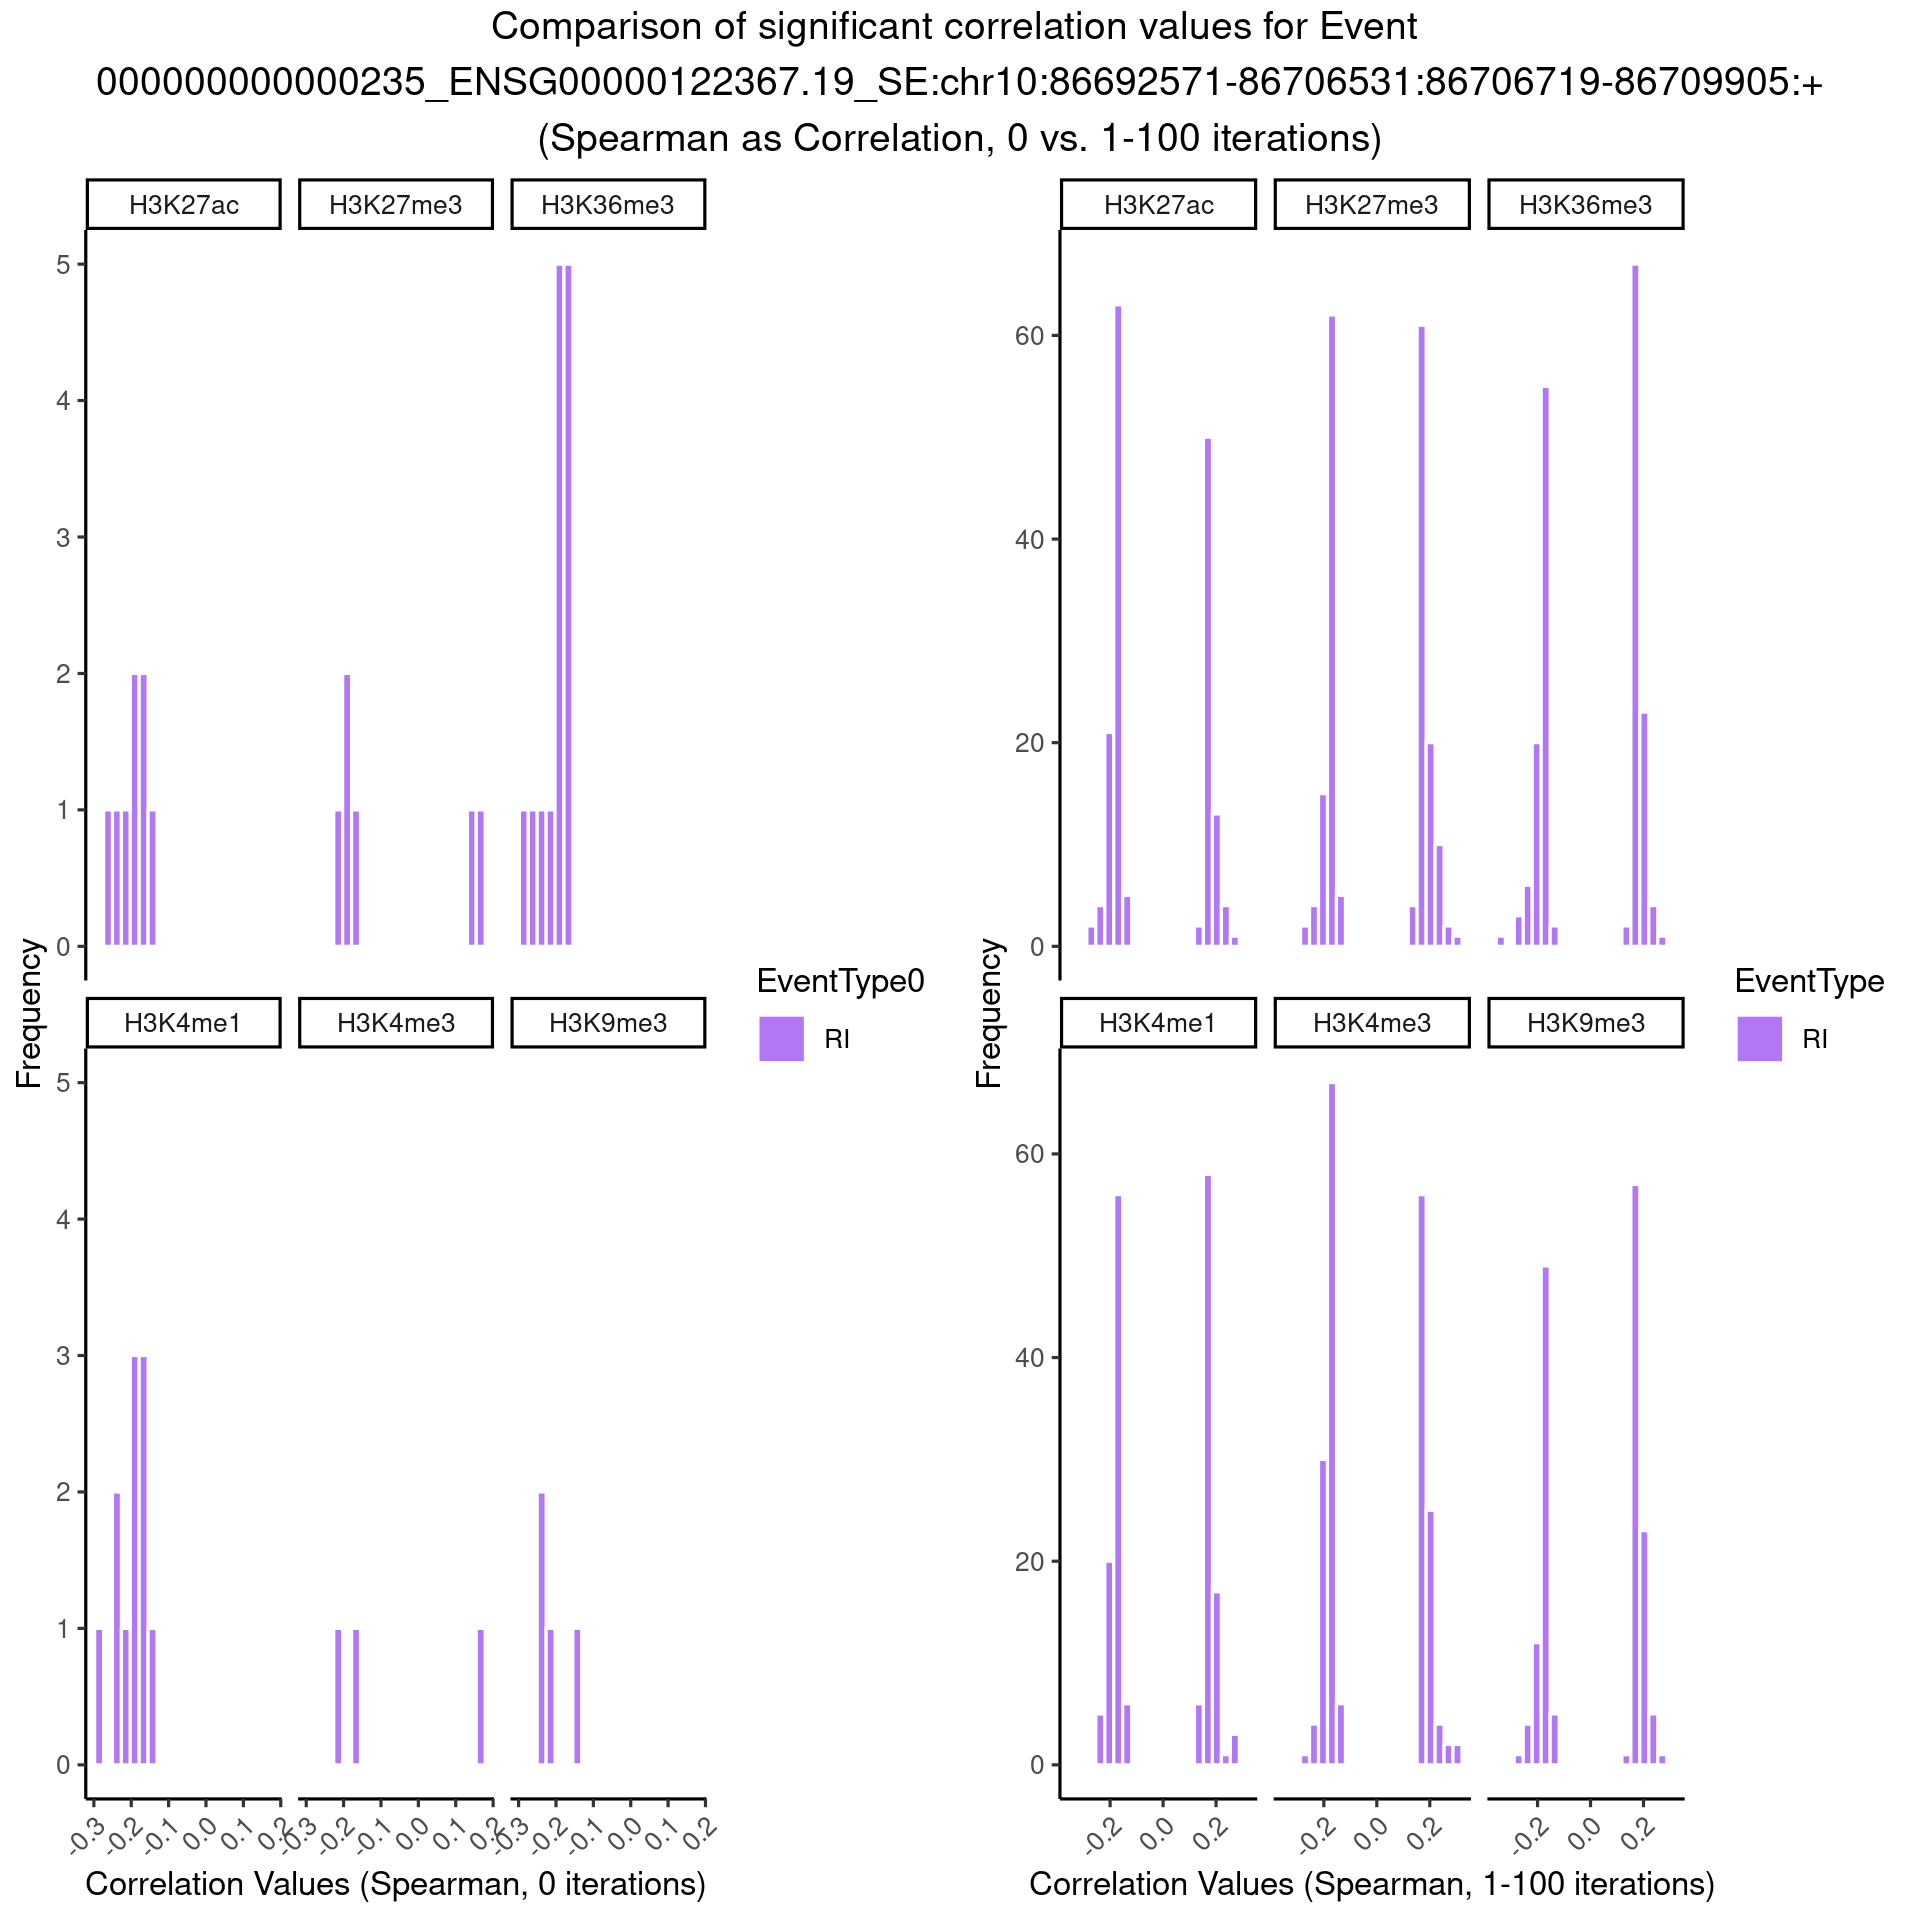 Comparison of significant correlation values for Event
000000000000235_ENSG00000122367.19_SE:chr10:86692571-86706531:86706719-86709905:+
(Spearman as Correlation, 0 vs. 1-100 iterations)
H3K27ac H3K27me3 H3K36me3
5
4
3
2
1
0
H3K4me1 H3K4me3 H3K9me3
5
4
3
2
1
0
Frequency
-0.3 -0.2 -0.1 0.0 0.1 0.2 -0.3 -0.2 -0.1 0.0 0.1 0.2 -0.3 -0.2 -0.1 0.0 0.1 0.2
Correlation Values (Spearman, 0 iterations)
EventType0
RI
H3K27ac H3K27me3 H3K36me3
60
40
20
0
H3K4me1 H3K4me3 H3K9me3
60
40
20
0
Frequency
-0.2 0.0 0.2 -0.2 0.0 0.2 -0.2 0.0 0.2
Correlation Values (Spearman, 1-100 iterations)
EventType
RI